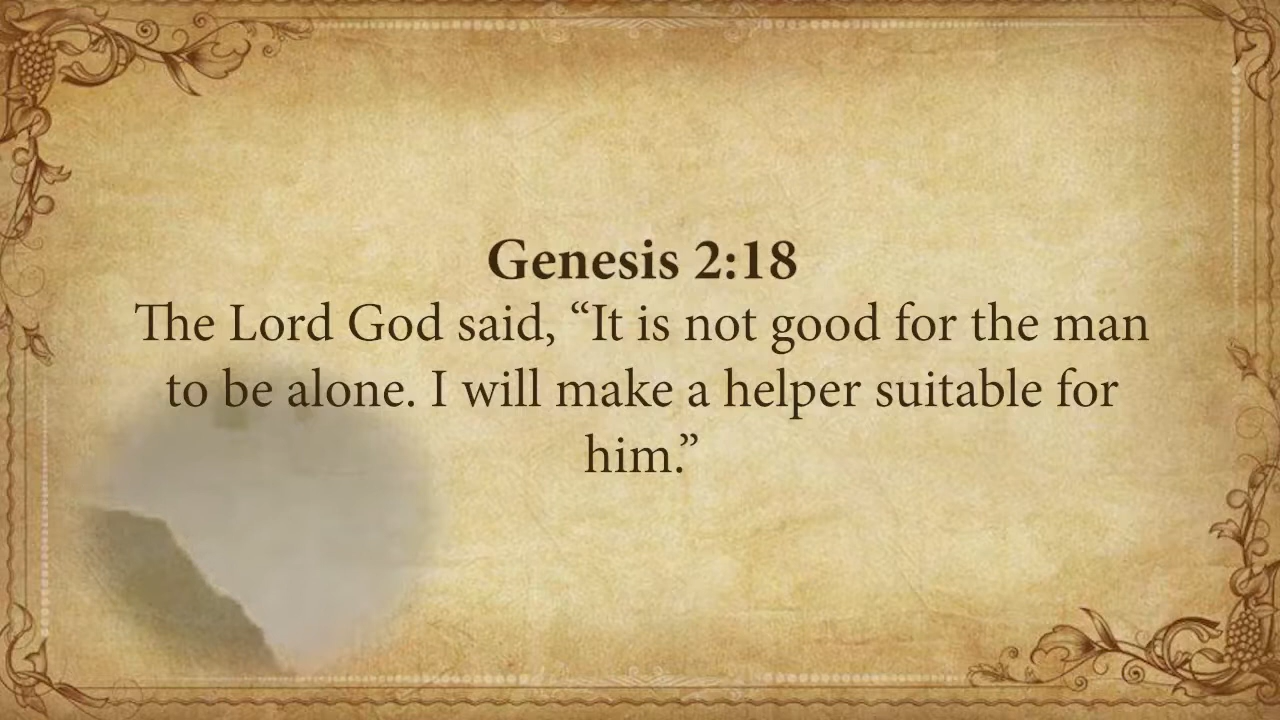 Genesis 2:18
The Lord God said, “It is not good for the man
to be alone. I will make a helper suitable for
him.”